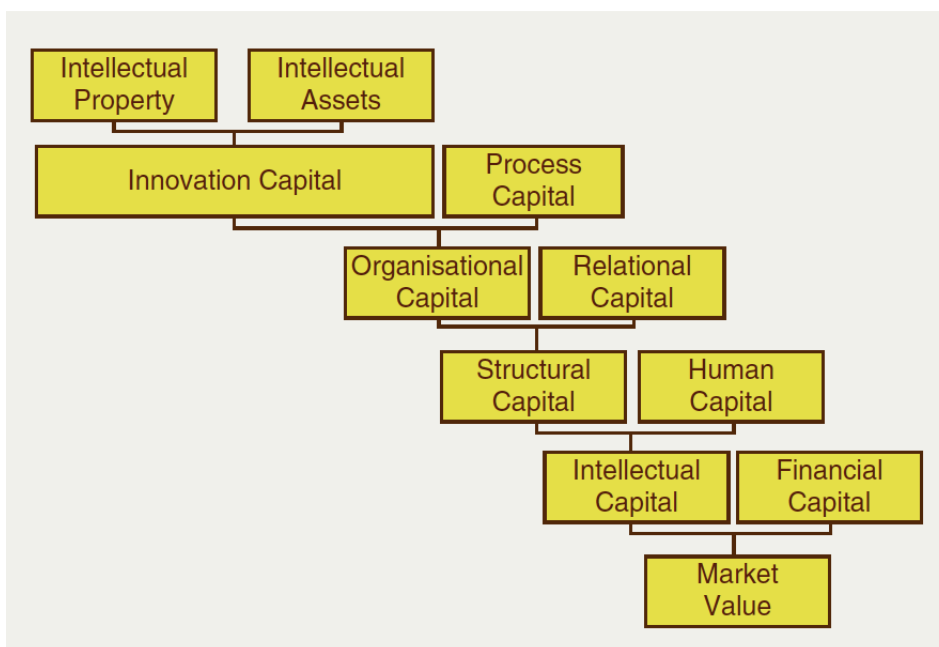 Intellectual
Property
Intellectual
Assets
Innovation Capital
Process
Capital
Organisational
Capital
Relational
Capital
Structural
Capital
Human
Capital
Intellectual
Capital
Financial
Capital
Market
Value